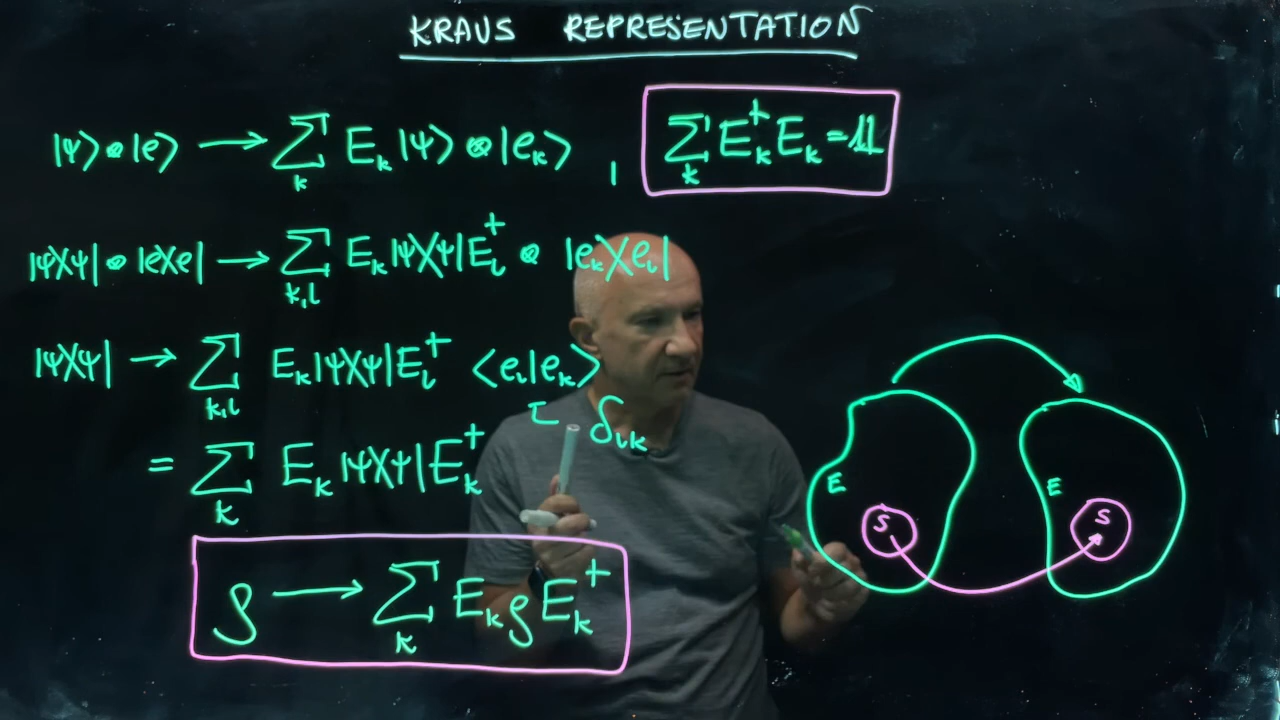 KRAUS REPRESENTATION
|ψ⟩⊗|e⟩ → ∑ₖ Eₖ|ψ⟩⊗|eₖ⟩ , ∑ₖ Eₖ†Eₖ = 𝟙
|ψ⟩⟨ψ|⊗|e⟩⟨e| → ∑ₖ,ₗ Eₖ|ψ⟩⟨ψ|Eₗ† ⊗ |eₖ⟩⟨eₗ|
|ψ⟩⟨ψ| → ∑ₖ,ₗ Eₖ|ψ⟩⟨ψ|Eₗ† ⟨eₗ|eₖ⟩
δₗₖ
= ∑ₖ Eₖ|ψ⟩⟨ψ|Eₖ†
ρ → ∑ₖ EₖρEₖ†
E E
S S